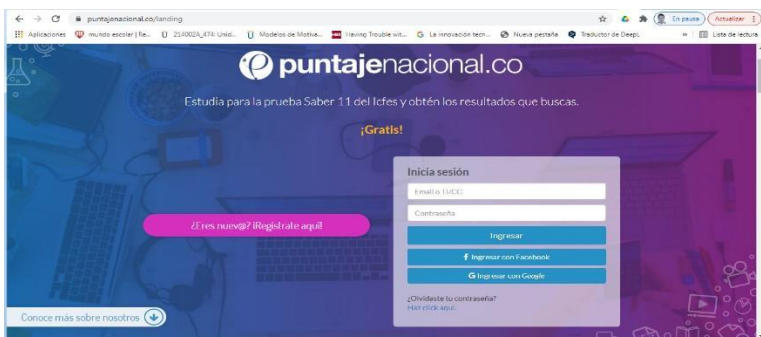 puntajenacional.co/landing
En pausa
Actualizar
Aplicaciones
mundo escolar | Re...
214002A_474: Unid...
Modelos de Motiva...
Having Trouble wit...
La innovación tecn...
Nueva pestaña
Traductor de DeepL
»
Lista de lectura
puntajenacional.co
Estudia para la prueba Saber 11 del Icfes y obtén los resultados que buscas.
¡Gratis!
Inicia sesión
Email o TI/CC
Contraseña
¿Eres nuev@? ¡Regístrate aquí!
Ingresar
Ingresar con Facebook
Ingresar con Google
¿Olvidaste tu contraseña?
Haz click aquí.
Conoce más sobre nosotros